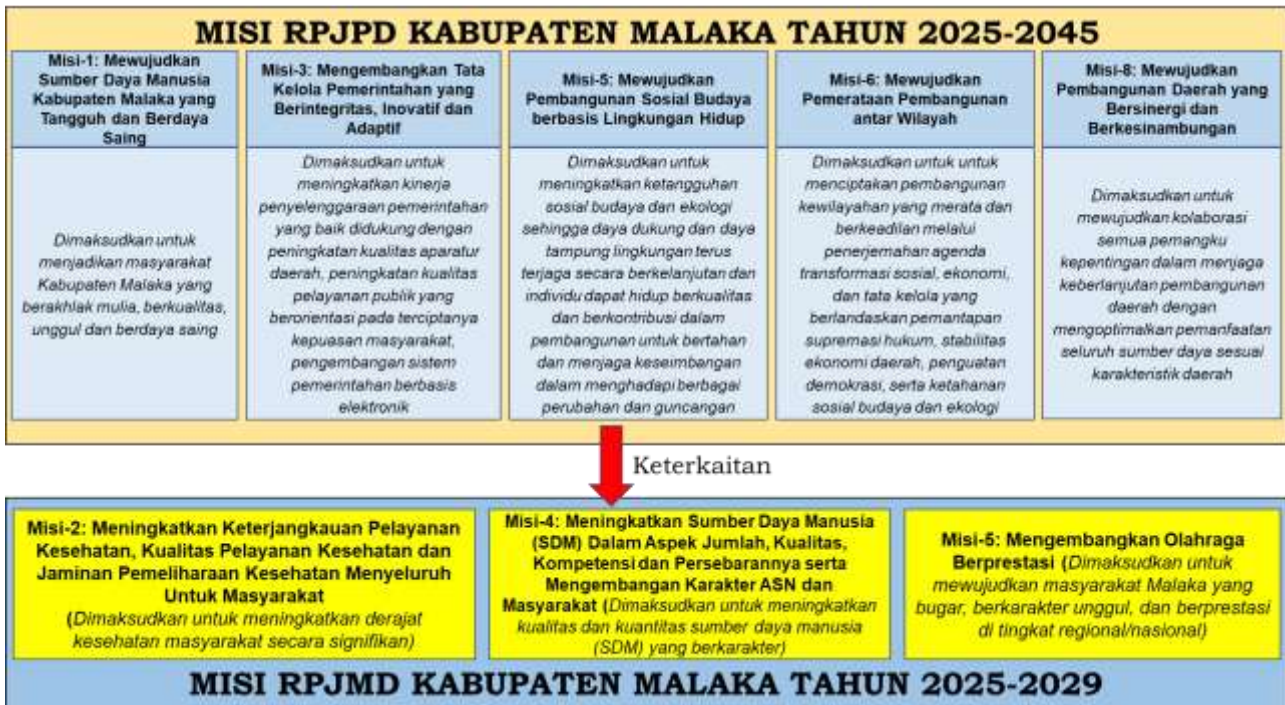 MISI RPJPD KABUPATEN MALAKA TAHUN 2025-2045
Misi-1: Mewujudkan
Sumber Daya Manusia
Kabupaten Malaka yang
Tangguh dan Berdaya
Saing
Dimaksudkan untuk
menjadikan masyarakat
Kabupaten Malaka yang
berakhlak mulia, berkualitas,
unggul dan berdaya saing
Misi-3: Mengembangkan Tata
Kelola Pemerintahan yang
Berintegritas, Inovatif dan
Adaptif
Dimaksudkan untuk
meningkatkan kinerja
penyelenggaraan pemerintahan
yang baik didukung dengan
peningkatan kualitas aparatur
daerah, peningkatan kualitas
pelayanan publik yang
berorientasi pada terciptanya
kepuasan masyarakat,
pengembangan sistem
pemerintahan berbasis
elektronik
Misi-5: Mewujudkan
Pembangunan Sosial Budaya
berbasis Lingkungan Hidup
Dimaksudkan untuk
meningkatkan ketangguhan
sosial budaya dan ekologi
sehingga daya dukung dan daya
tampung lingkungan terus
terjaga secara berkelanjutan dan
individu dapat hidup berkualitas
dan berkontribusi dalam
pembangunan untuk bertahan
dan menjaga keseimbangan
dalam menghadapi berbagai
perubahan dan guncangan
Misi-6: Mewujudkan
Pemerataan Pembangunan
antar Wilayah
Dimaksudkan untuk untuk
menciptakan pembangunan
kewilayahan yang merata dan
berkeadilan melalui
penerjemahan agenda
transformasi sosial, ekonomi,
dan tata kelola yang
berlandaskan pemantapan
supremasi hukum, stabilitas
ekonomi daerah, penguatan
demokrasi, serta ketahanan
sosial budaya dan ekologi
Misi-8: Mewujudkan
Pembangunan Daerah yang
Bersinergi dan
Berkesinambungan
Dimaksudkan untuk
mewujudkan kolaborasi
semua pemangku
kepentingan dalam menjaga
keberlanjutan pembangunan
daerah dengan
mengoptimalkan pemanfaatan
seluruh sumber daya sesuai
karakteristik daerah
Keterkaitan
Misi-2: Meningkatkan Keterjangkauan Pelayanan
Kesehatan, Kualitas Pelayanan Kesehatan dan
Jaminan Pemeliharaan Kesehatan Menyeluruh
Untuk Masyarakat
(Dimaksudkan untuk meningkatkan derajat
kesehatan masyarakat secara signifikan)
Misi-4: Meningkatkan Sumber Daya Manusia
(SDM) Dalam Aspek Jumlah, Kualitas,
Kompetensi dan Persebarannya serta
Mengembangan Karakter ASN dan
Masyarakat (Dimaksudkan untuk meningkatkan
kualitas dan kuantitas sumber daya manusia
(SDM) yang berkarakter)
Misi-5: Mengembangkan Olahraga
Berprestasi (Dimaksudkan untuk
mewujudkan masyarakat Malaka yang
bugar, berkarakter unggul, dan berprestasi
di tingkat regional/nasional)
MISI RPJMD KABUPATEN MALAKA TAHUN 2025-2029